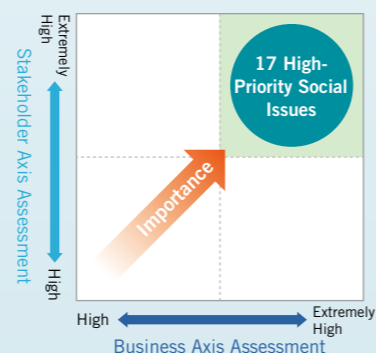 Extremely
High
Stakeholder Axis Assessment
High
17 High-
Priority Social
Issues
Importance
High
Extremely
High
Business Axis Assessment